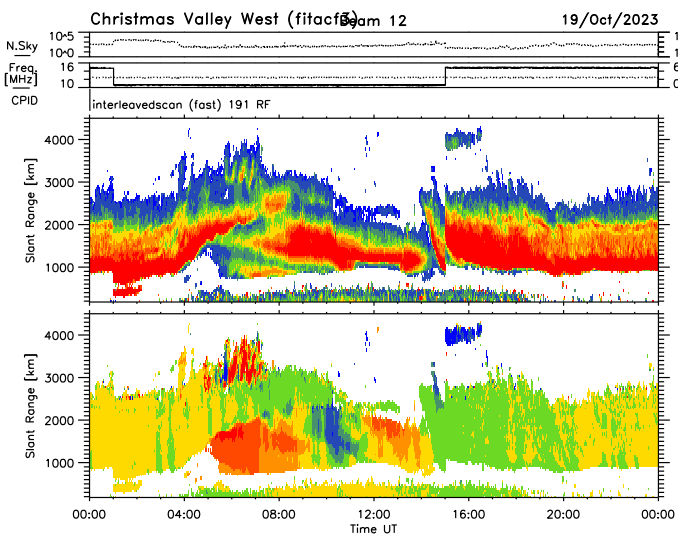 Christmas Valley West (fitacf3) Beam 12 19/Oct/2023
N.Sky 10^5 10^0
Freq. [MHz] 16 10
CPID interleavedscan (fast) 191 RF
Slant Range [km] 4000 3000 2000 1000
Slant Range [km] 4000 3000 2000 1000
00:00 04:00 08:00 12:00 16:00 20:00 00:00
Time UT